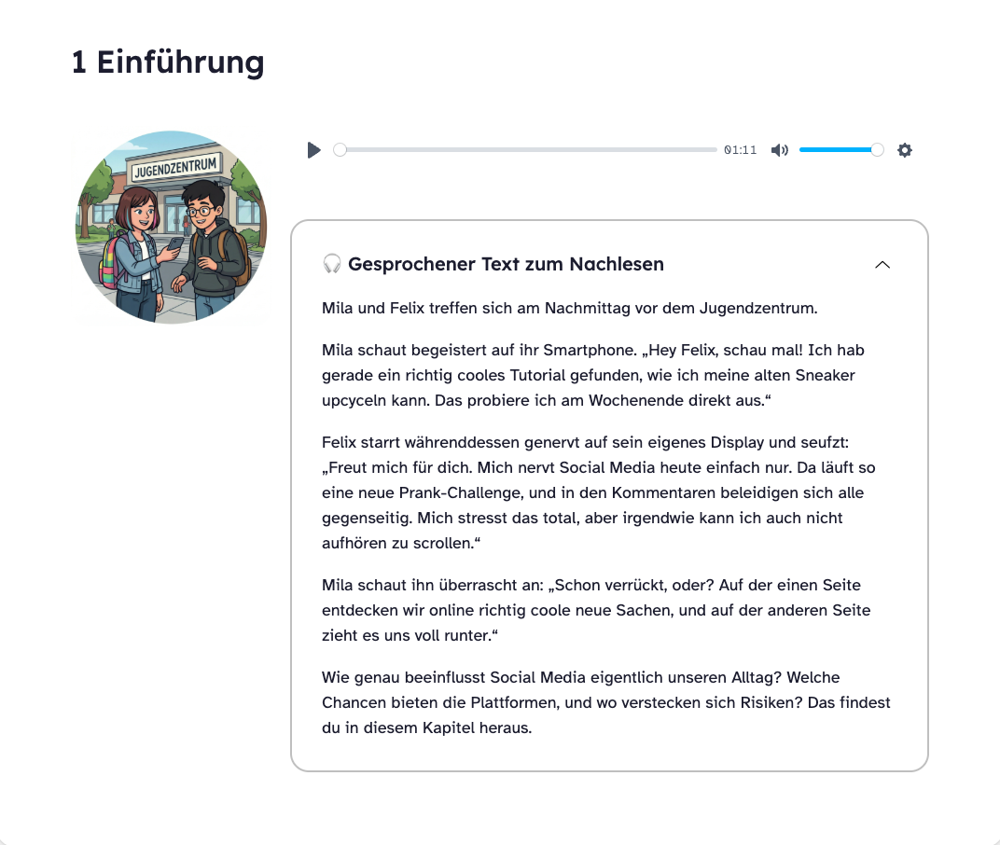 1 Einführung
JUGENDZENTRUM
01:11
🎧 Gesprochener Text zum Nachlesen
Mila und Felix treffen sich am Nachmittag vor dem Jugendzentrum.
Mila schaut begeistert auf ihr Smartphone. „Hey Felix, schau mal! Ich hab
gerade ein richtig cooles Tutorial gefunden, wie ich meine alten Sneaker
upcyceln kann. Das probiere ich am Wochenende direkt aus.“
Felix starrt währenddessen genervt auf sein eigenes Display und seufzt:
„Freut mich für dich. Mich nervt Social Media heute einfach nur. Da läuft so
eine neue Prank-Challenge, und in den Kommentaren beleidigen sich alle
gegenseitig. Mich stresst das total, aber irgendwie kann ich auch nicht
aufhören zu scrollen.“
Mila schaut ihn überrascht an: „Schon verrückt, oder? Auf der einen Seite
entdecken wir online richtig coole neue Sachen, und auf der anderen Seite
zieht es uns voll runter.“
Wie genau beeinflusst Social Media eigentlich unseren Alltag? Welche
Chancen bieten die Plattformen, und wo verstecken sich Risiken? Das findest
du in diesem Kapitel heraus.